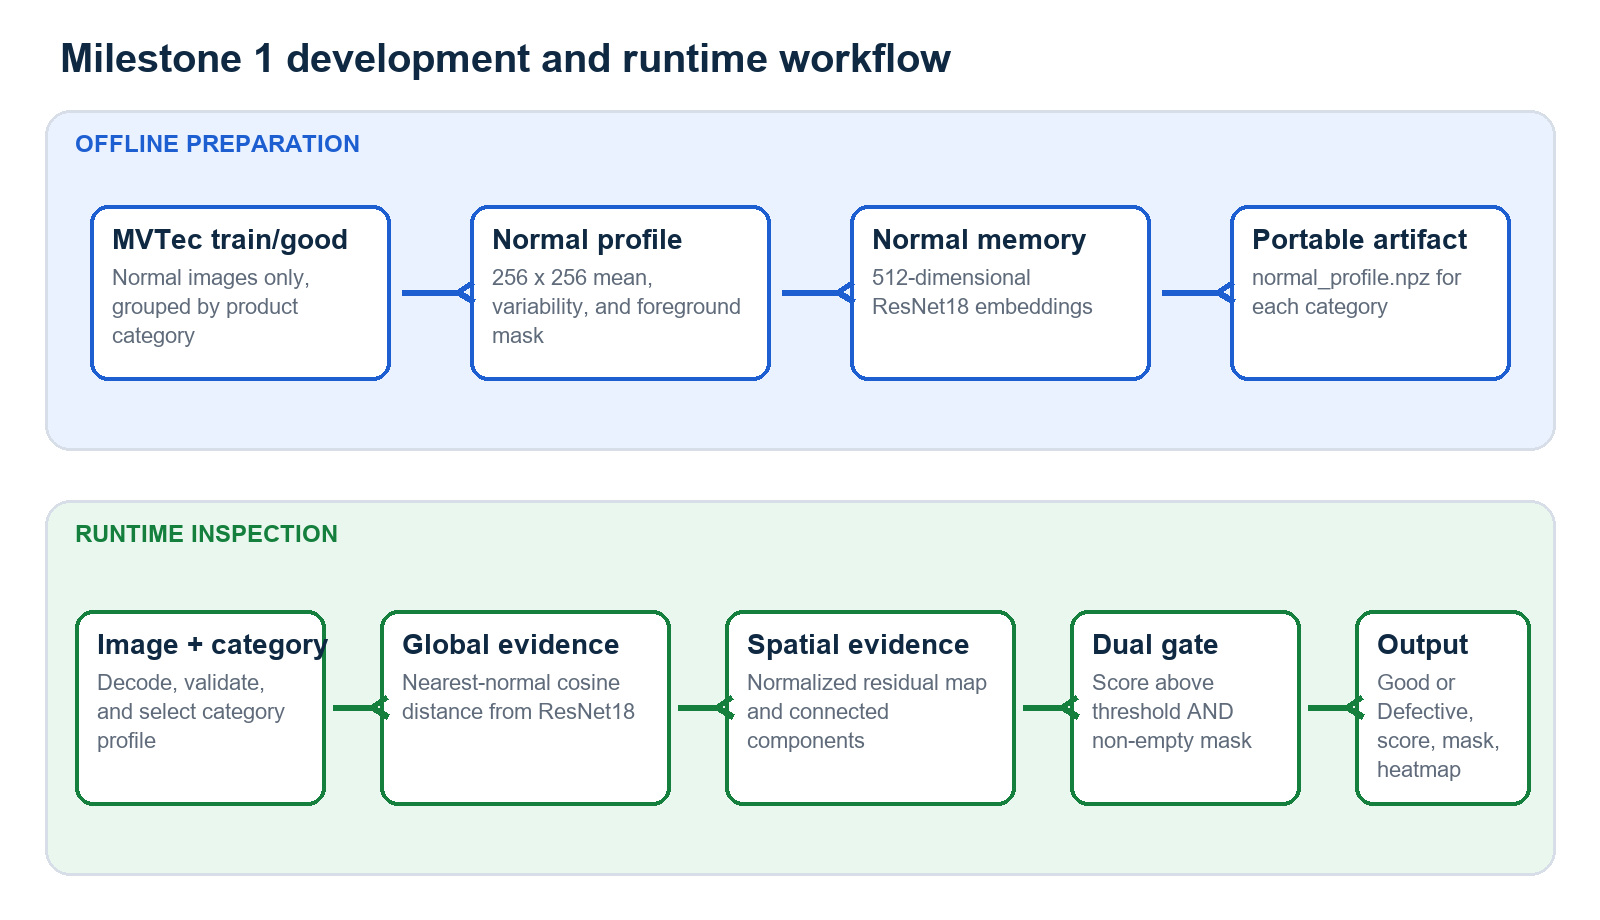 Milestone 1 development and runtime workflow
OFFLINE PREPARATION
MVTec train/good
Normal images only,
grouped by product
category
Normal profile
256 x 256 mean,
variability, and foreground
mask
Normal memory
512-dimensional
ResNet18 embeddings
Portable artifact
normal_profile.npz for
each category
RUNTIME INSPECTION
Image + category
Decode, validate,
and select category
profile
Global evidence
Nearest-normal cosine
distance from ResNet18
Spatial evidence
Normalized residual map
and connected
components
Dual gate
Score above
threshold AND
non-empty mask
Output
Good or
Defective,
score, mask,
heatmap